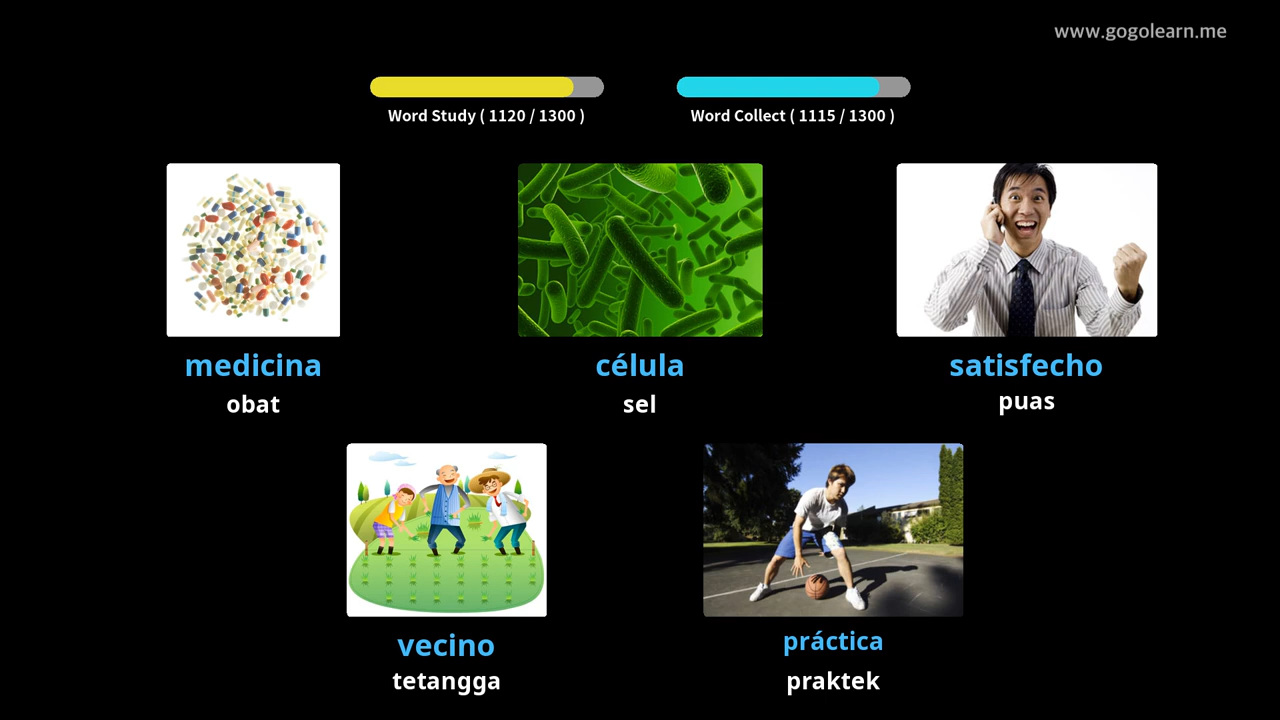 www.gogolearn.me
Word Study ( 1120 / 1300 )
Word Collect ( 1115 / 1300 )
medicina
obat
célula
sel
satisfecho
puas
vecino
tetangga
práctica
praktek